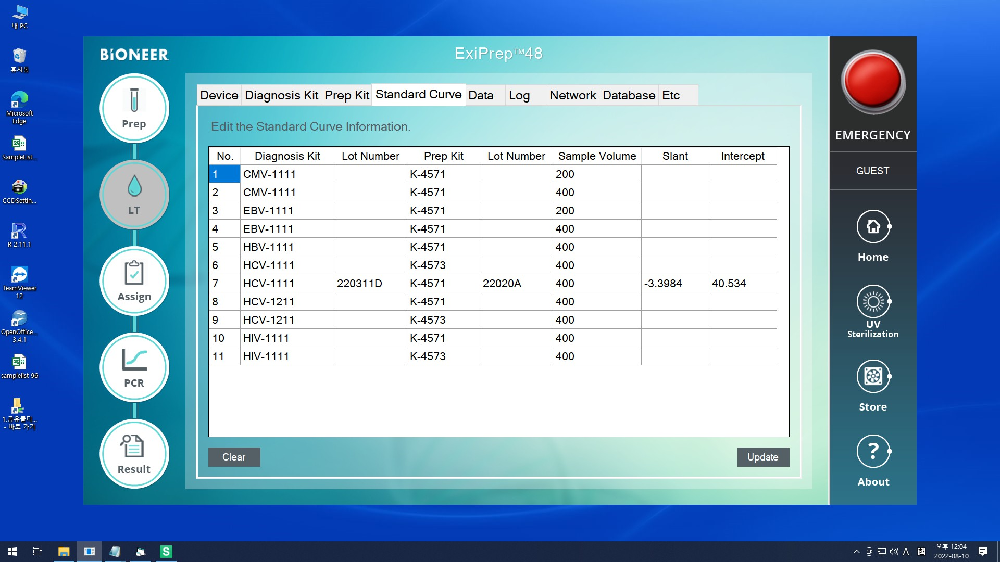 내 PC
휴지통
Microsoft
Edge
SampleList...
CCDSettin...
R 2.11.1
TeamViewer
12
OpenOffice...
3.4.1
samplelist 96
1.공유폴더...
- 바로 가기
BIONEER
ExiPrep™48
Prep
LT
Assign
PCR
Result
Device Diagnosis Kit Prep Kit Standard Curve Data Log Network Database Etc
Edit the Standard Curve Information.
No. Diagnosis Kit Lot Number Prep Kit Lot Number Sample Volume Slant Intercept
1 CMV-1111 K-4571 200
2 CMV-1111 K-4571 400
3 EBV-1111 K-4571 200
4 EBV-1111 K-4571 400
5 HBV-1111 K-4571 400
6 HCV-1111 K-4573 400
7 HCV-1111 220311D K-4571 22020A 400 -3.3984 40.534
8 HCV-1211 K-4571 400
9 HCV-1211 K-4573 400
10 HIV-1111 K-4571 400
11 HIV-1111 K-4573 400
Clear Update
EMERGENCY
GUEST
Home
UV
Sterilization
Store
?
About
S
A
오후 12:04
2022-08-10